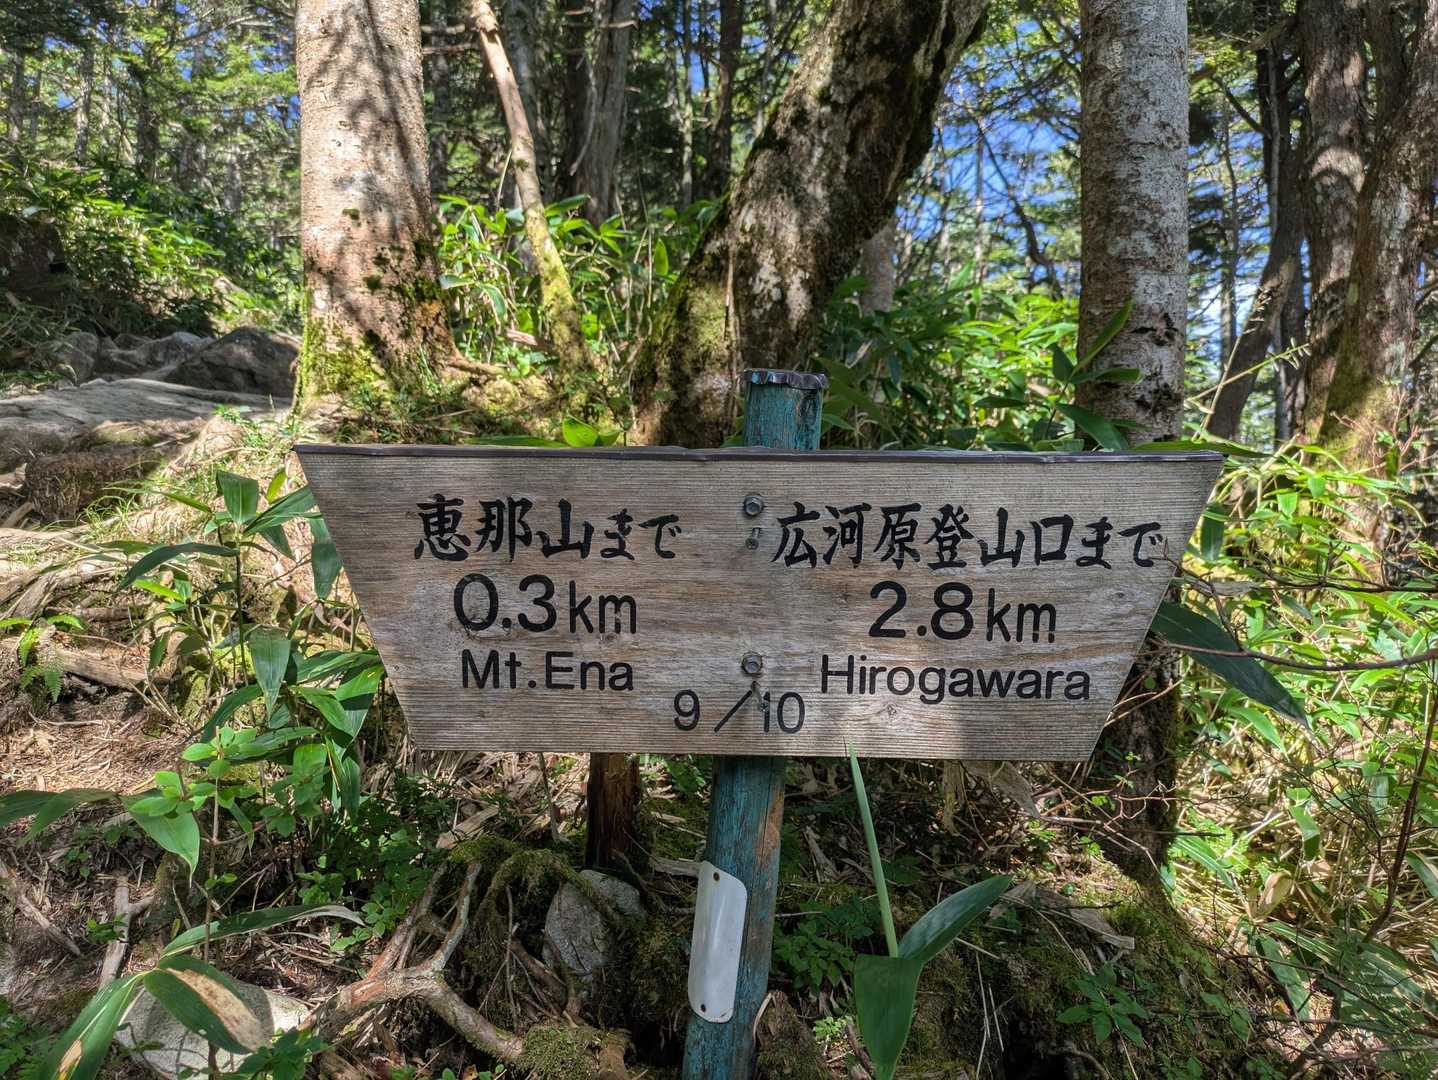 恵那山まで
0.3km
Mt.Ena
広河原登山口まで
2.8km
Hirogawara
9／10